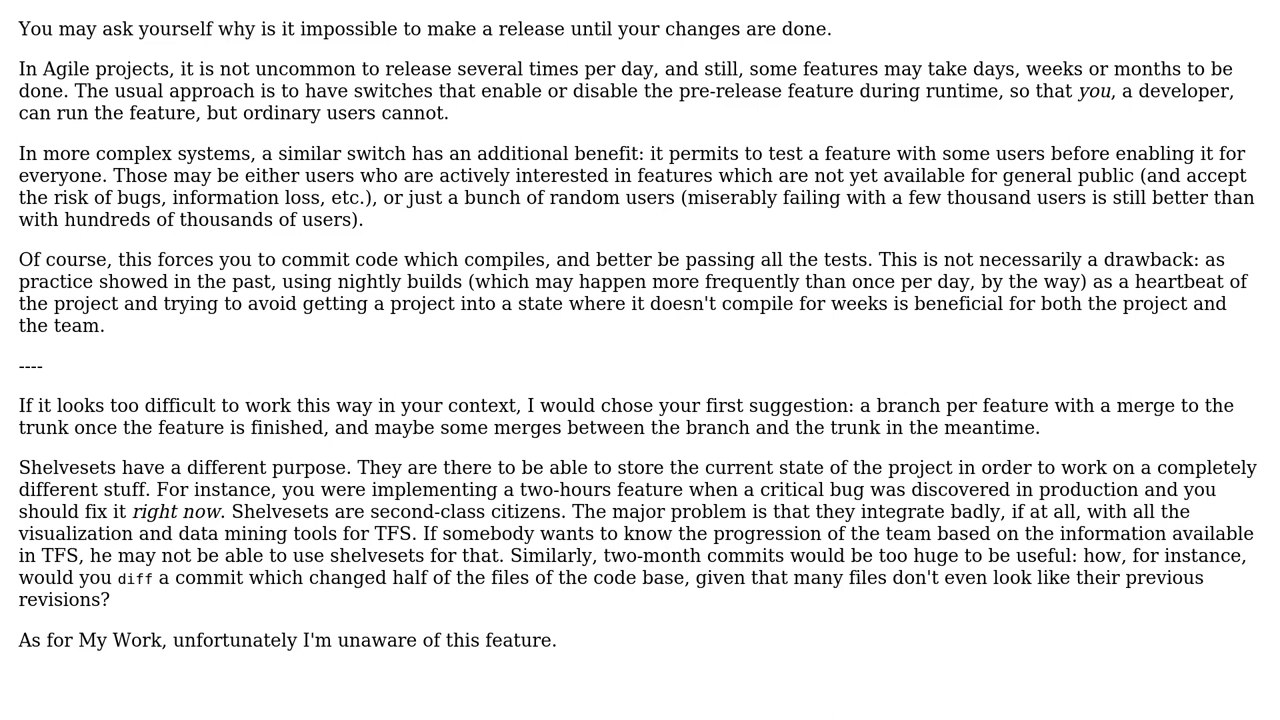 You may ask yourself why is it impossible to make a release until your changes are done.
In Agile projects, it is not uncommon to release several times per day, and still, some features may take days, weeks or months to be
done. The usual approach is to have switches that enable or disable the pre-release feature during runtime, so that you, a developer,
can run the feature, but ordinary users cannot.
In more complex systems, a similar switch has an additional benefit: it permits to test a feature with some users before enabling it for
everyone. Those may be either users who are actively interested in features which are not yet available for general public (and accept
the risk of bugs, information loss, etc.), or just a bunch of random users (miserably failing with a few thousand users is still better than
with hundreds of thousands of users).
Of course, this forces you to commit code which compiles, and better be passing all the tests. This is not necessarily a drawback: as
practice showed in the past, using nightly builds (which may happen more frequently than once per day, by the way) as a heartbeat of
the project and trying to avoid getting a project into a state where it doesn't compile for weeks is beneficial for both the project and
the team.
----
If it looks too difficult to work this way in your context, I would chose your first suggestion: a branch per feature with a merge to the
trunk once the feature is finished, and maybe some merges between the branch and the trunk in the meantime.
Shelvesets have a different purpose. They are there to be able to store the current state of the project in order to work on a completely
different stuff. For instance, you were implementing a two-hours feature when a critical bug was discovered in production and you
should fix it right now. Shelvesets are second-class citizens. The major problem is that they integrate badly, if at all, with all the
visualization and data mining tools for TFS. If somebody wants to know the progression of the team based on the information available
in TFS, he may not be able to use shelvesets for that. Similarly, two-month commits would be too huge to be useful: how, for instance,
would you diff a commit which changed half of the files of the code base, given that many files don't even look like their previous
revisions?
As for My Work, unfortunately I'm unaware of this feature.